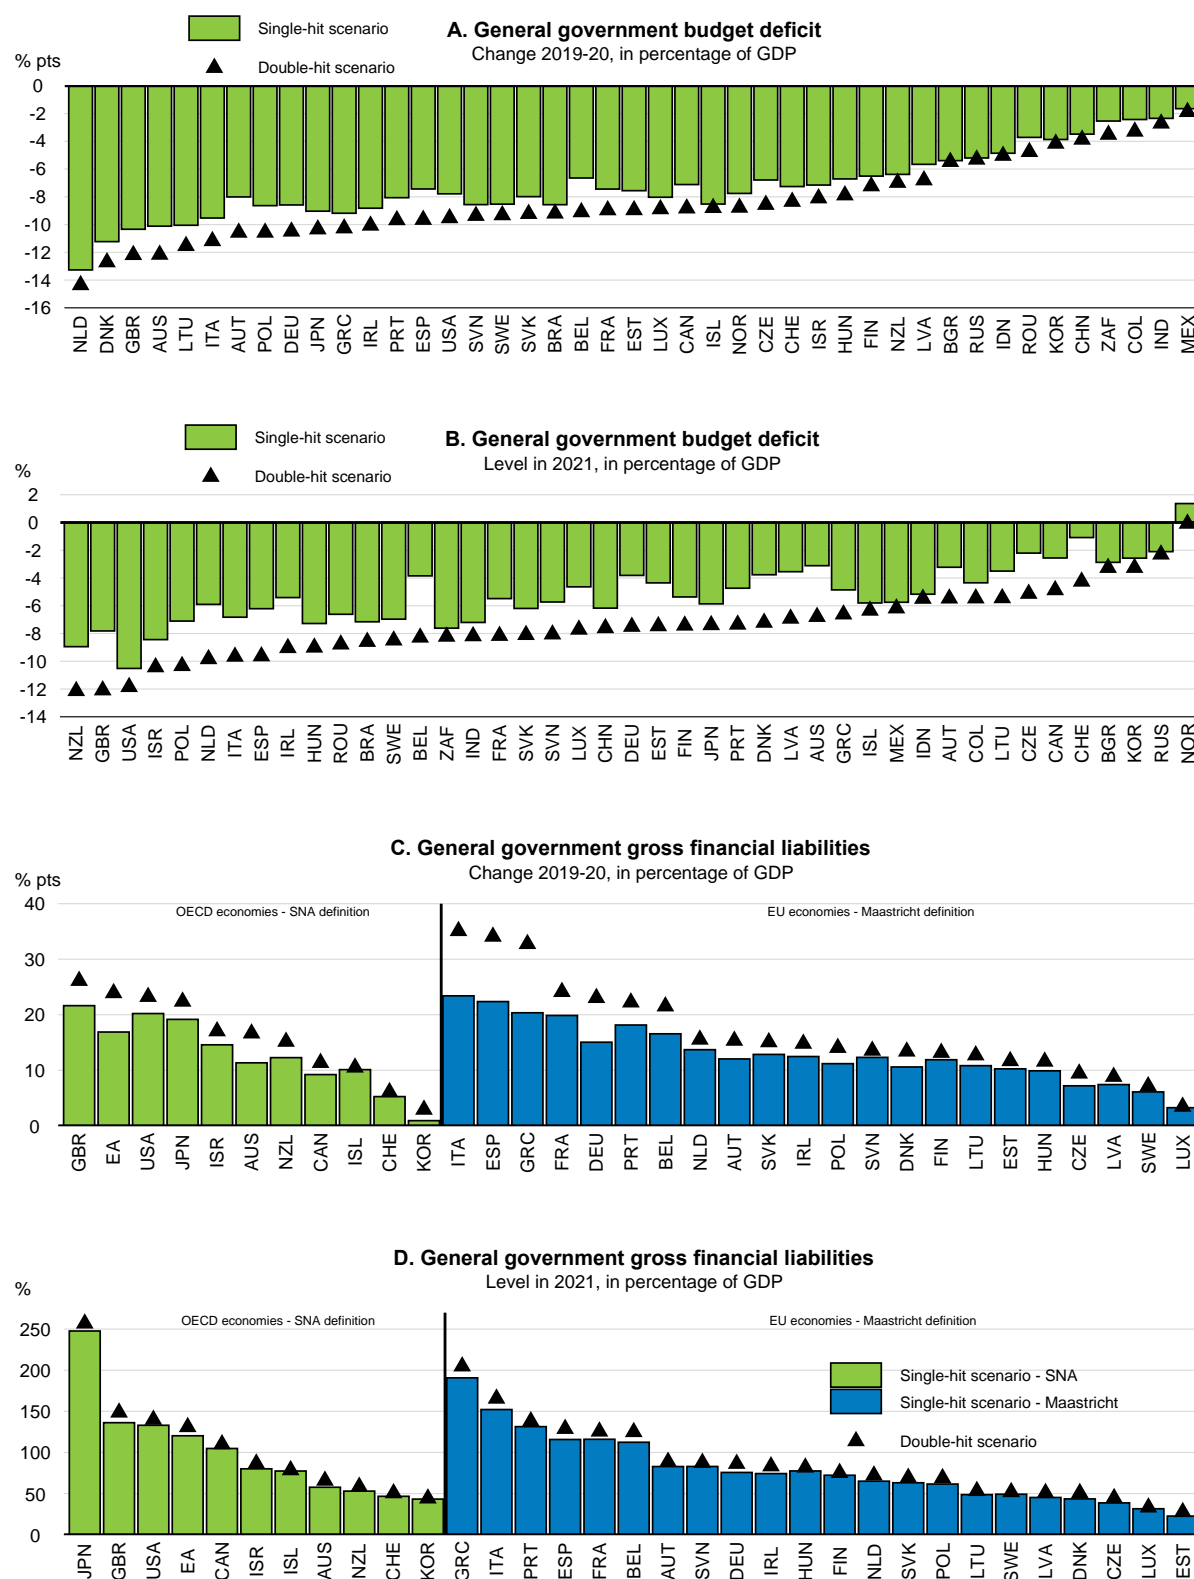 Single-hit scenario
Double-hit scenario
A. General government budget deficit
Change 2019-20, in percentage of GDP
% pts
0
-2
-4
-6
-8
-10
-12
-14
-16
NLD DNK GBR AUS LTU ITA AUT POL DEU JPN GRC IRL PRT ESP USA SVN SWE SVK BRA BEL FRA EST LUX CAN ISL NOR CZE CHE ISR HUN FIN NZL LVA BGR RUS IDN ROU KOR CHN ZAF COL IND MEX
Single-hit scenario
Double-hit scenario
B. General government budget deficit
Level in 2021, in percentage of GDP
%
2
0
-2
-4
-6
-8
-10
-12
-14
NZL GBR USA ISR POL NLD ITA ESP IRL HUN ROU BRA SWE BEL ZAF IND FRA SVK SVN LUX CHN DEU EST FIN JPN PRT DNK LVA AUS GRC ISL MEX IDN AUT COL LTU CZE CAN CHE BGR KOR RUS NOR
C. General government gross financial liabilities
Change 2019-20, in percentage of GDP
% pts
OECD economies - SNA definition
EU economies - Maastricht definition
40
30
20
10
0
GBR EA USA JPN ISR AUS NZL CAN ISL CHE KOR ITA ESP GRC FRA DEU PRT BEL NLD AUT SVK IRL POL SVN DNK FIN LTU EST HUN CZE LVA SWE LUX
D. General government gross financial liabilities
Level in 2021, in percentage of GDP
%
OECD economies - SNA definition
EU economies - Maastricht definition
Single-hit scenario - SNA
Single-hit scenario - Maastricht
Double-hit scenario
250
200
150
100
50
0
JPN GBR USA EA CAN ISR ISL AUS NZL CHE KOR GRC ITA PRT ESP FRA BEL AUT SVN DEU IRL HUN FIN NLD SVK POL LTU SWE LVA DNK CZE LUX EST